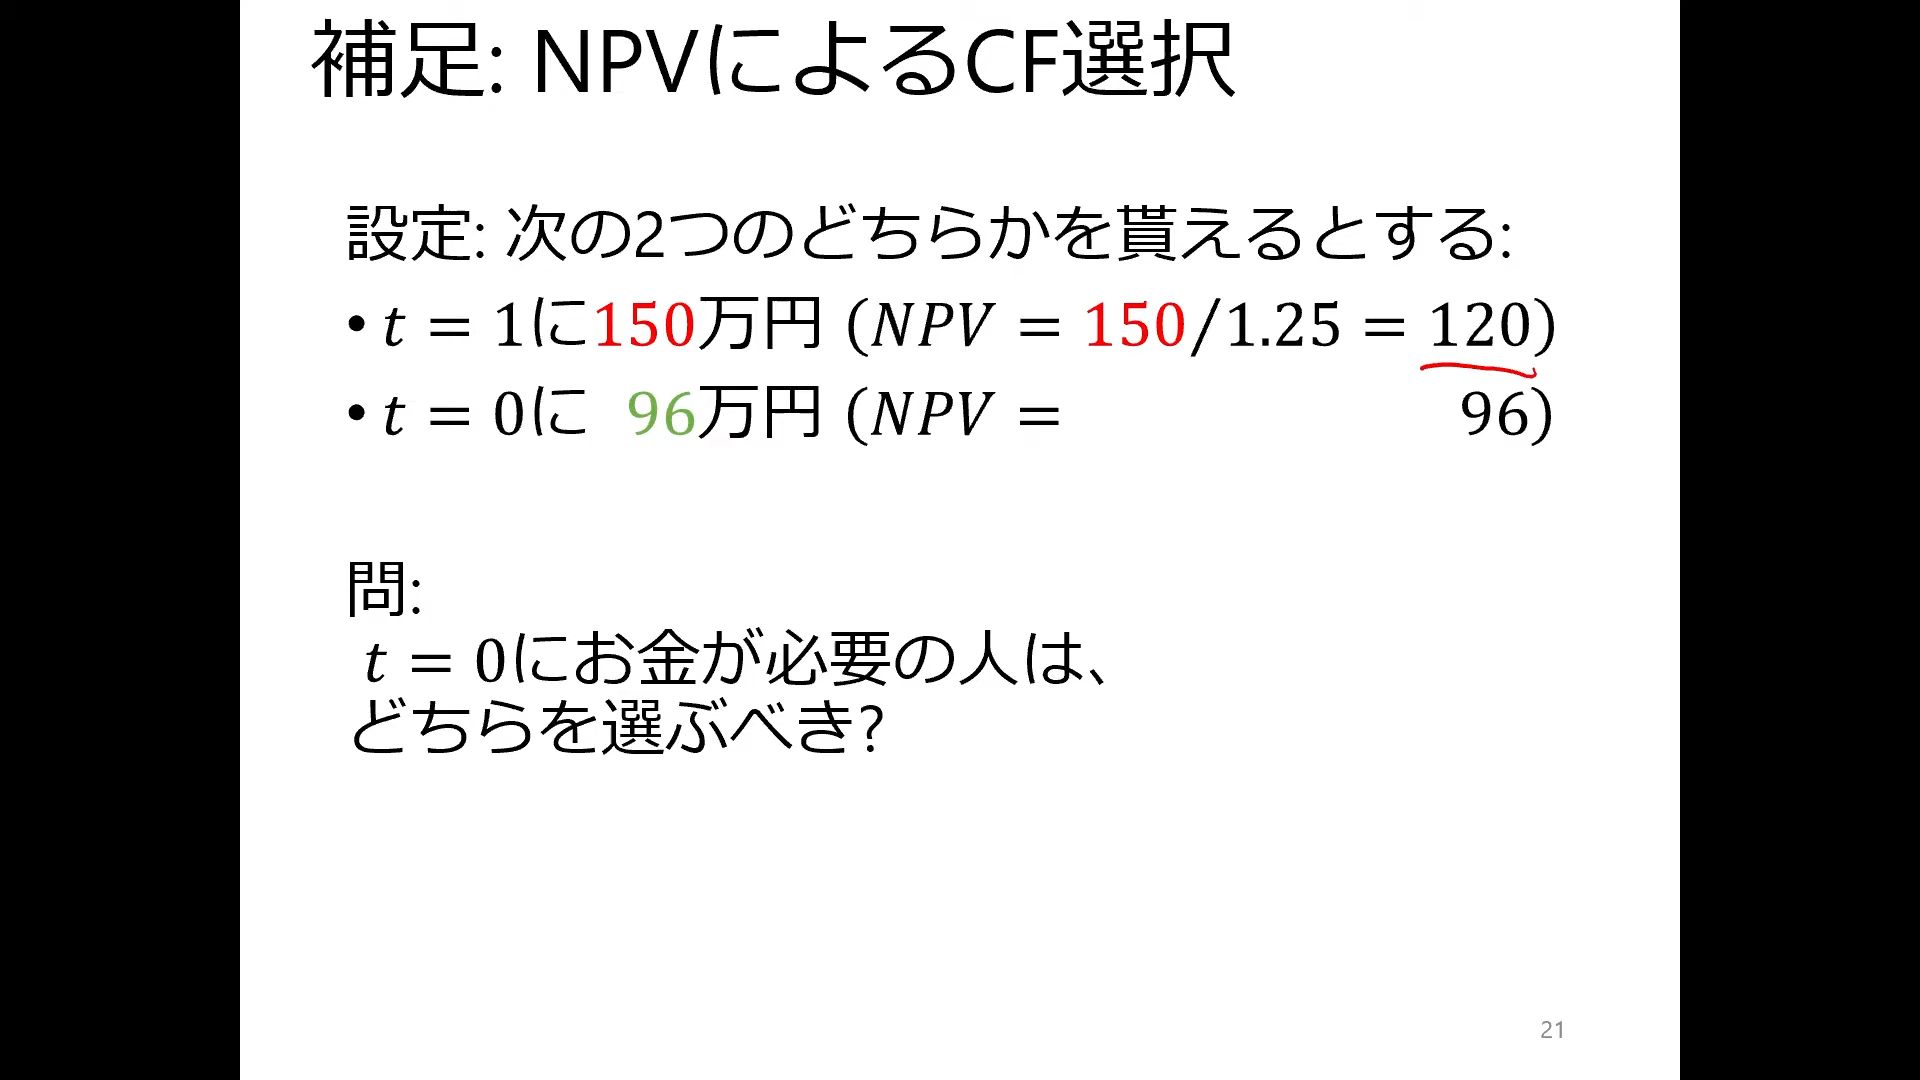 補足: NPVによるCF選択
設定: 次の2つのどちらかを貰えるとする:
• t = 1に150万円 (NPV = 150/1.25 = 120)
• t = 0に 96万円 (NPV = 96)
問:
t = 0にお金が必要の人は、
どちらを選ぶべき?
21